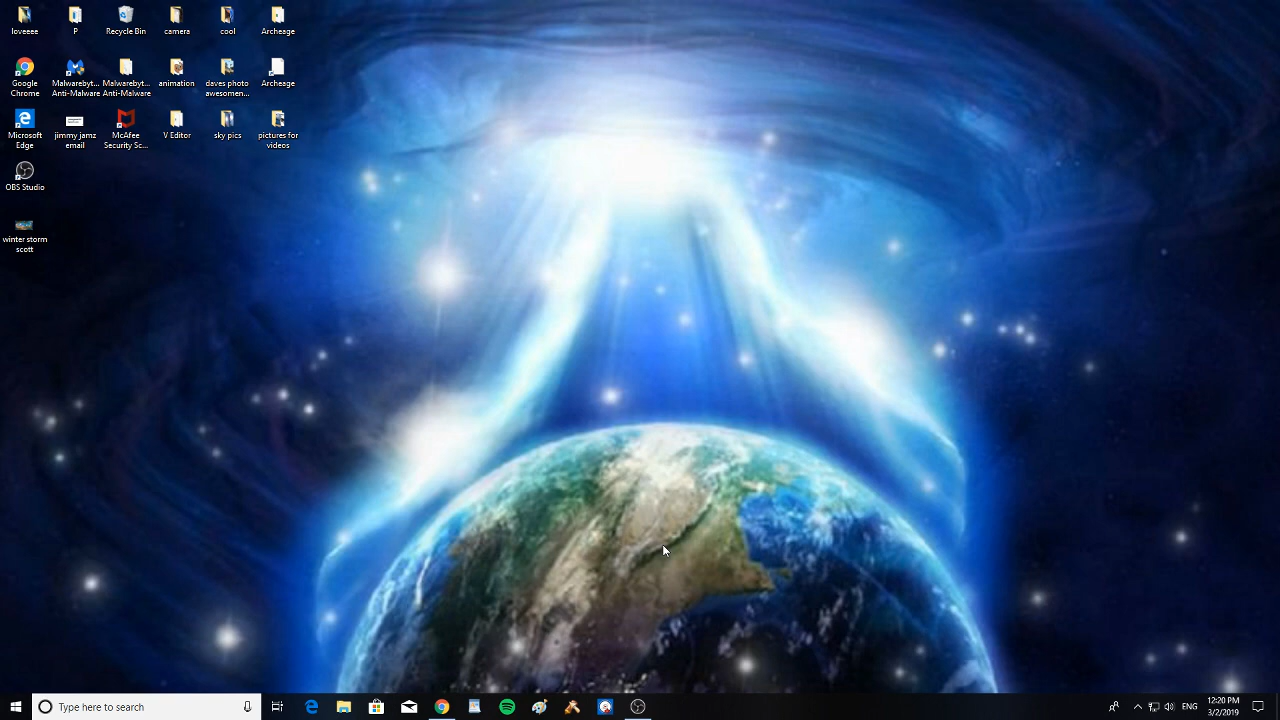 loveeee
P
Recycle Bin
camera
cool
Archeage
Google
Chrome
Malwarebyt...
Anti-Malware
Malwarebyt...
Anti-Malware
animation
daves photo
awesomen...
Archeage
Microsoft
Edge
jimmy jamz
email
McAfee
Security Sc...
V Editor
sky pics
pictures for
videos
OBS Studio
winter storm
scott
Type here to search
ENG
12:20 PM
3/2/2019